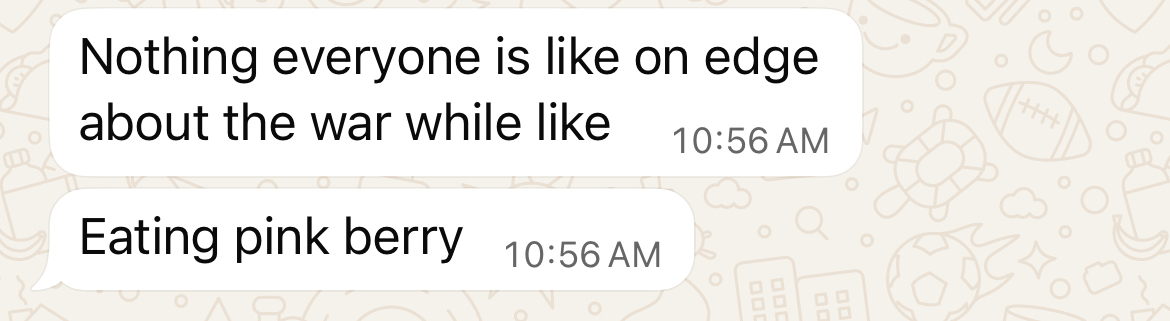 Nothing everyone is like on edge
about the war while like
10:56 AM
Eating pink berry
10:56 AM